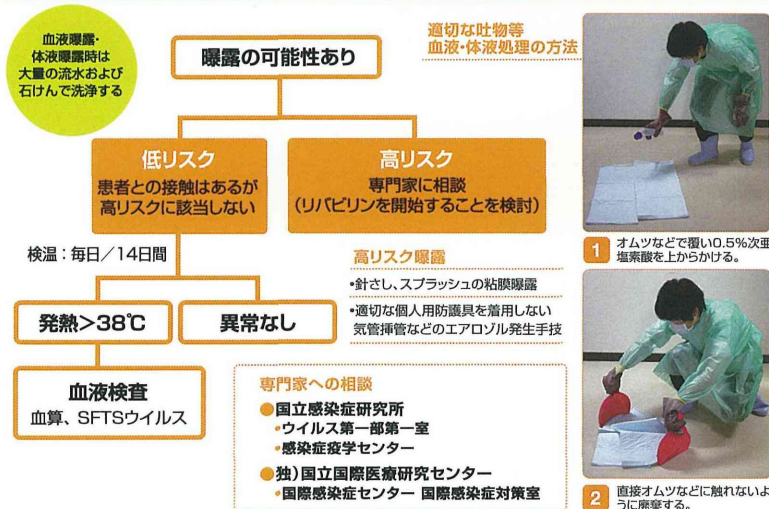 血液曝露・
体液曝露時は
大量の流水および
石けんで洗浄する
曝露の可能性あり
低リスク
患者との接触はあるが
高リスクに該当しない
高リスク
専門家に相談
(リバビリンを開始することを検討)
検温:毎日/14日間
発熱>38℃
異常なし
血液検査
血算、SFTSウイルス
高リスク曝露
•針さし、スプラッシュの粘膜曝露
•適切な個人用防護具を着用しない
気管挿管などのエアロゾル発生手技
専門家への相談
●国立感染症研究所
•ウイルス第一部第一室
•感染症疫学センター
●独)国立国際医療研究センター
•国際感染症センター 国際感染症対策室
適切な吐物等
血液・体液処理の方法
1 オムツなどで覆い0.5%次亜
塩素酸を上からかける。
2 直接オムツなどに触れないよ
うに廃棄する。